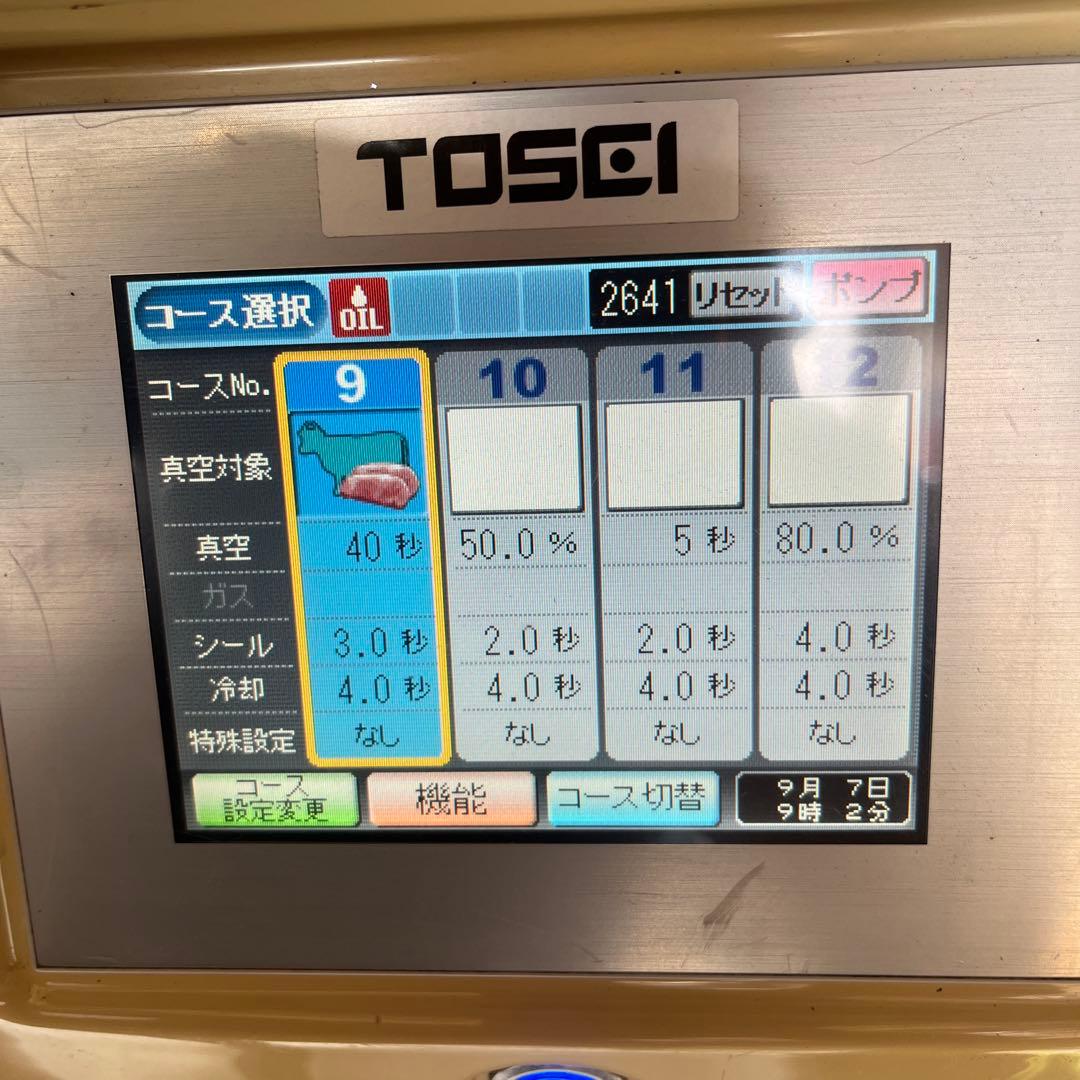 TOSEI
コース選択 OIL 2641 リセット ポンプ
コースNo. 9 10 11 12
真空対象
真空 40 秒 50.0 % 5 秒 80.0 %
ガス
シール 3.0 秒 2.0 秒 2.0 秒 4.0 秒
冷却 4.0 秒 4.0 秒 4.0 秒 4.0 秒
特殊設定 なし なし なし なし
コース
設定変更
機能
コース切替
9月 7日
9時 2分